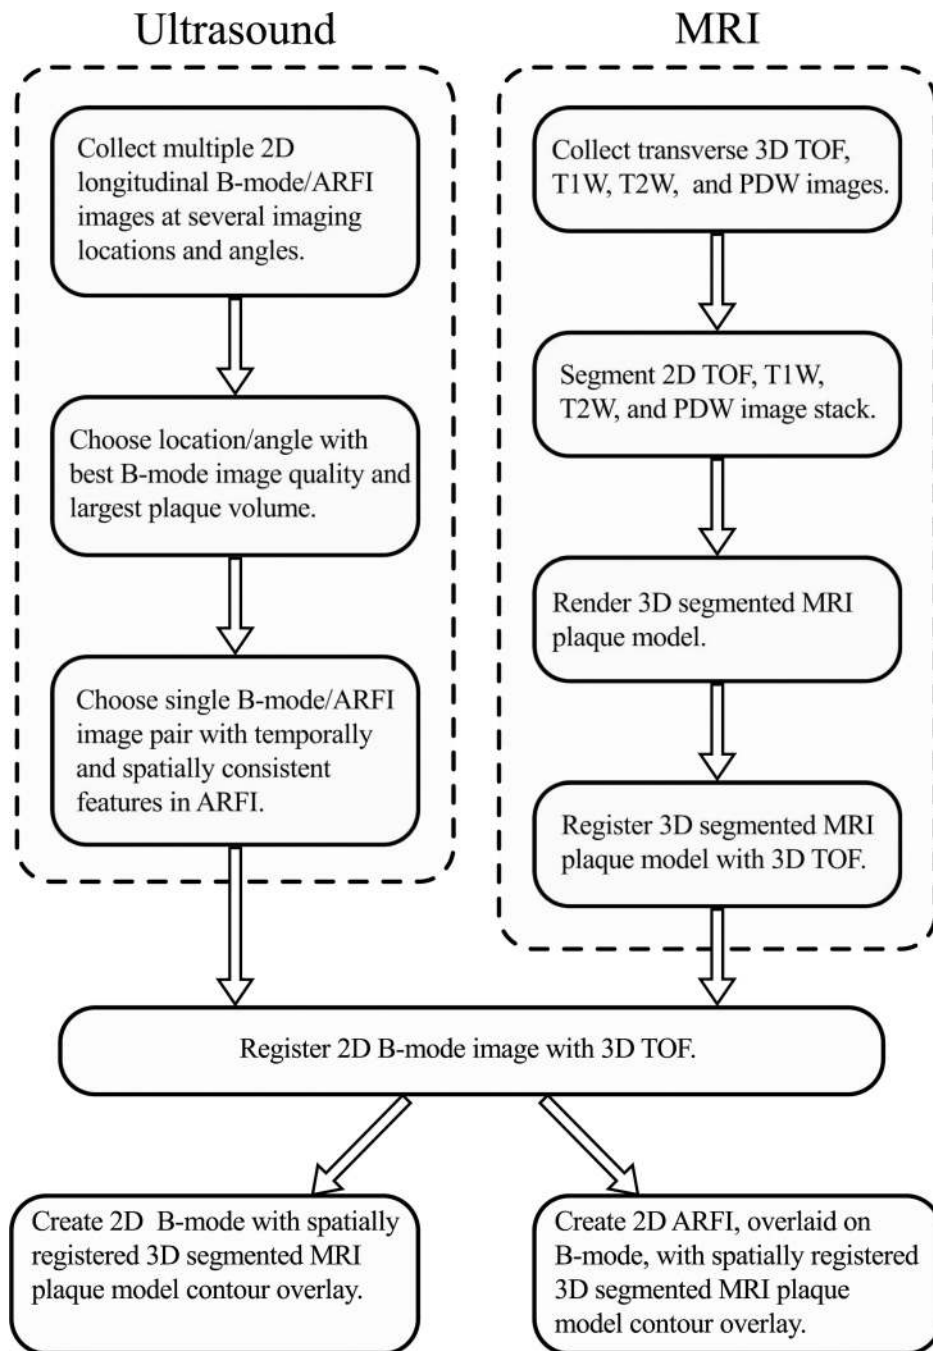 Ultrasound
Collect multiple 2D
longitudinal B-mode/ARFI
images at several imaging
locations and angles.
Choose location/angle with
best B-mode image quality and
largest plaque volume.
Choose single B-mode/ARFI
image pair with temporally
and spatially consistent
features in ARFI.
MRI
Collect transverse 3D TOF,
T1W, T2W, and PDW images.
Segment 2D TOF, T1W,
T2W, and PDW image stack.
Render 3D segmented MRI
plaque model.
Register 3D segmented MRI
plaque model with 3D TOF.
Register 2D B-mode image with 3D TOF.
Create 2D B-mode with spatially
registered 3D segmented MRI
plaque model contour overlay.
Create 2D ARFI, overlaid on
B-mode, with spatially registered
3D segmented MRI plaque
model contour overlay.